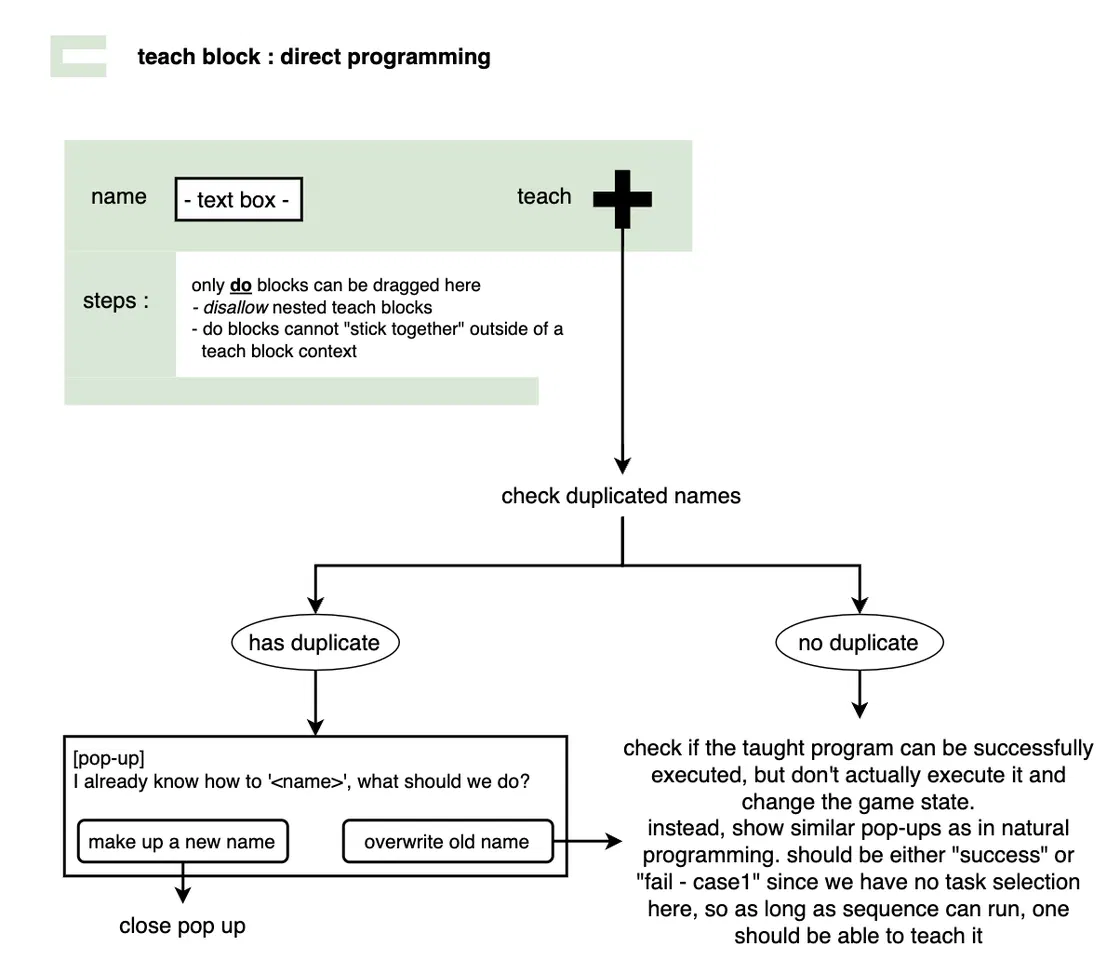 teach block : direct programming
name
- text box -
teach
steps :
only do blocks can be dragged here
- disallow nested teach blocks
- do blocks cannot "stick together" outside of a
teach block context
check duplicated names
has duplicate
no duplicate
[pop-up]
I already know how to '<name>', what should we do?
make up a new name
overwrite old name
close pop up
check if the taught program can be successfully
executed, but don't actually execute it and
change the game state.
instead, show similar pop-ups as in natural
programming. should be either "success" or
"fail - case1" since we have no task selection
here, so as long as sequence can run, one
should be able to teach it